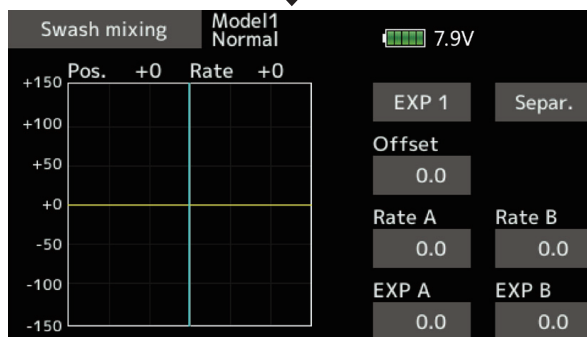 Swash mixing
Model1
Normal
7.9V
Pos. +0 Rate +0
+150
+100
+50
+0
-50
-100
-150
EXP 1 Separ.
Offset
0.0
Rate A Rate B
0.0 0.0
EXP A EXP B
0.0 0.0